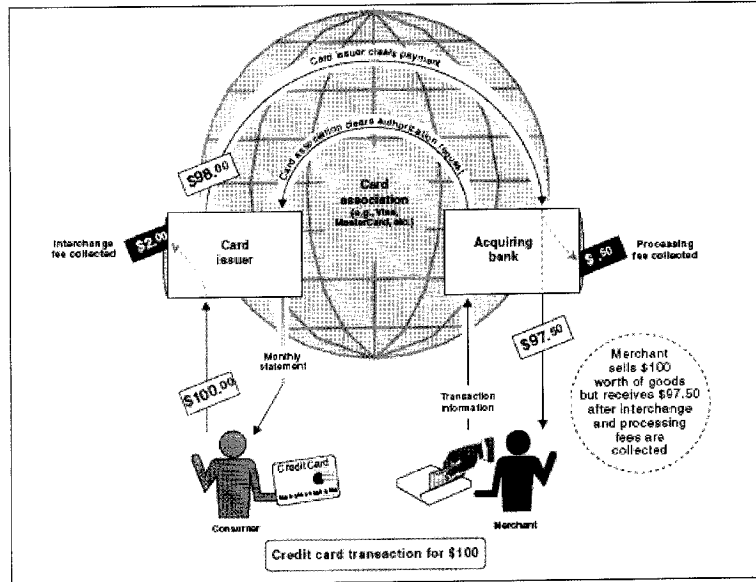 Card issuer clears payment
Card association clears authorization request
$98.00
Card
association
(e.g., Visa,
MasterCard, etc.)
Interchange
fee collected
$2.00
Card
issuer
Acquiring
bank
$.50
Processing
fee collected
$100.00
Monthly
statement
Transaction
information
$97.50
Merchant
sells $100
worth of goods
but receives $97.50
after interchange
and processing
fees are
collected
Credit Card
Consumer
Merchant
Credit card transaction for $100